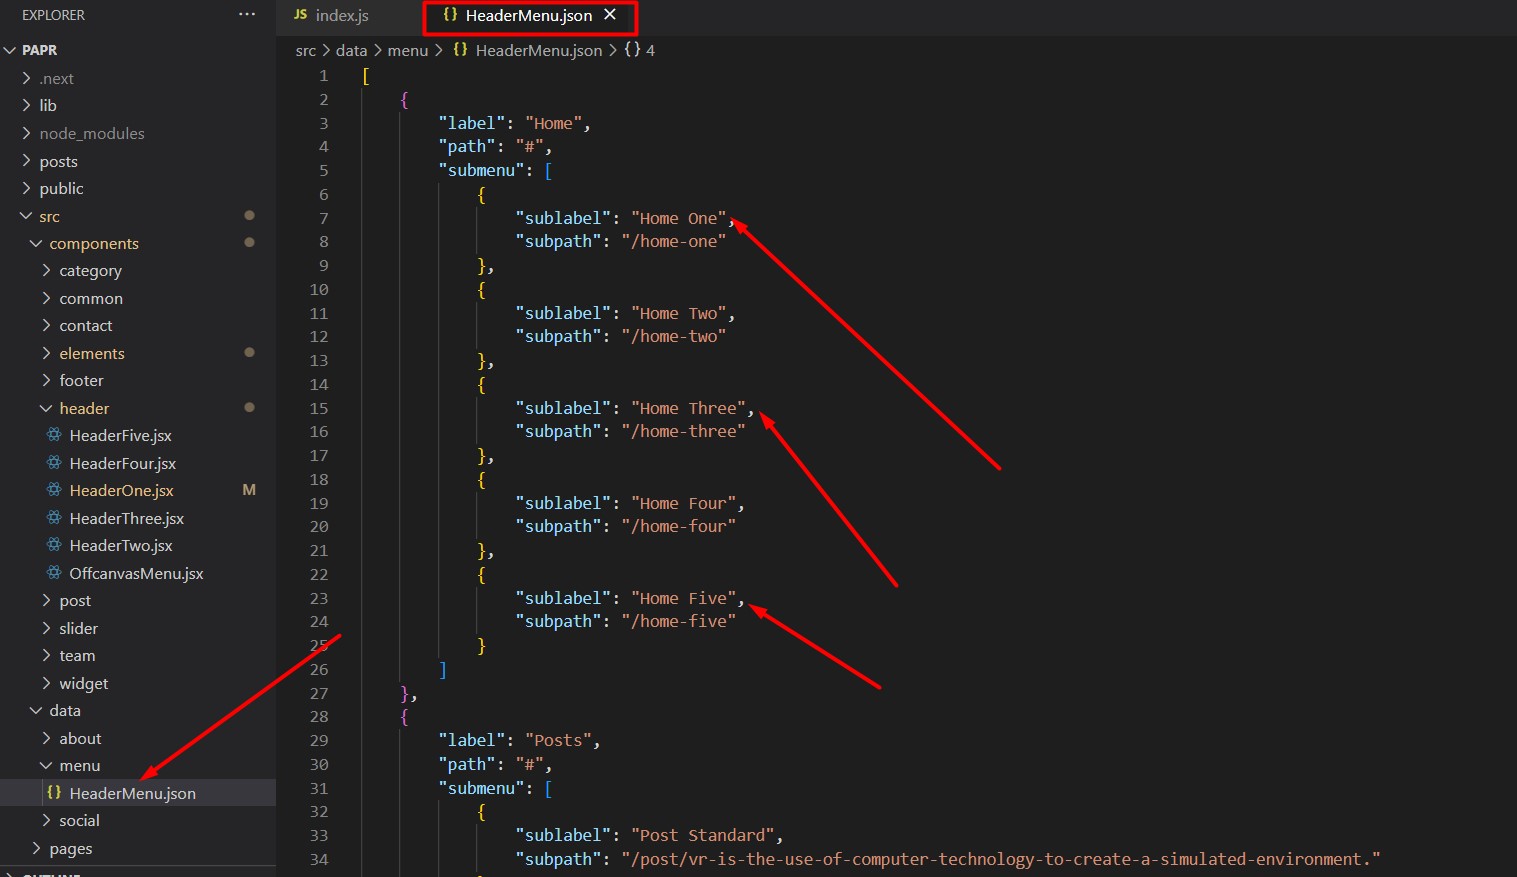 EXPLORER
PAPR
.next
lib
node_modules
posts
public
src
components
category
common
contact
elements
footer
header
HeaderFive.jsx
HeaderFour.jsx
HeaderOne.jsx M
HeaderThree.jsx
HeaderTwo.jsx
OffcanvasMenu.jsx
post
slider
team
widget
data
about
menu
{} HeaderMenu.json
social
pages
OUTLINE
JS index.js
{} HeaderMenu.json ×
src > data > menu > {} HeaderMenu.json > {} 4
1 [
2 {
3 "label": "Home",
4 "path": "#",
5 "submenu": [
6 {
7 "sublabel": "Home One",
8 "subpath": "/home-one"
9 },
10 {
11 "sublabel": "Home Two",
12 "subpath": "/home-two"
13 },
14 {
15 "sublabel": "Home Three",
16 "subpath": "/home-three"
17 },
18 {
19 "sublabel": "Home Four",
20 "subpath": "/home-four"
21 },
22 {
23 "sublabel": "Home Five",
24 "subpath": "/home-five"
25 }
26 ]
27 },
28 {
29 "label": "Posts",
30 "path": "#",
31 "submenu": [
32 {
33 "sublabel": "Post Standard",
34 "subpath": "/post/vr-is-the-use-of-computer-technology-to-create-a-simulated-environment."